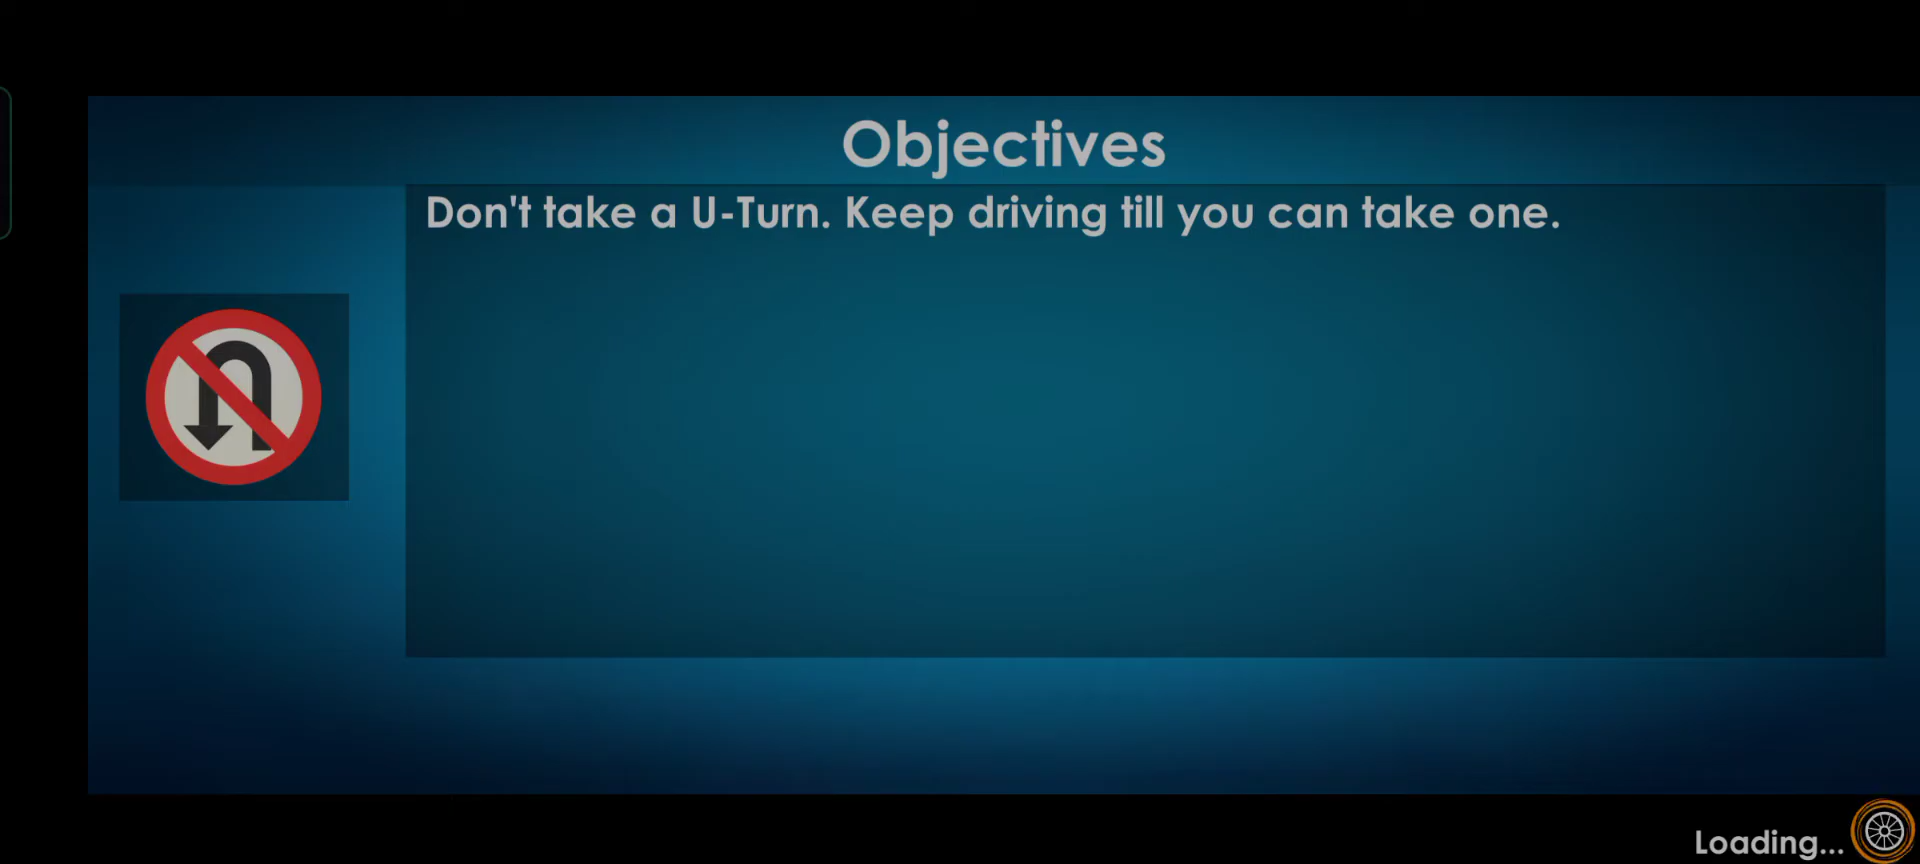 Objectives
Don't take a U-Turn. Keep driving till you can take one.
Loading...